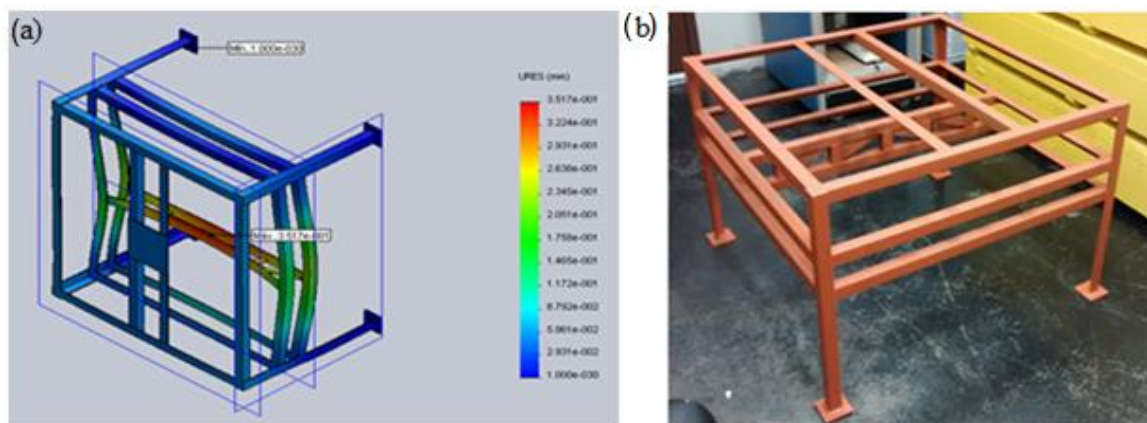 (a)
Min. 1.000e-030
URES (mm)
3.517e-001
3.224e-001
2.931e-001
2.638e-001
2.345e-001
2.051e-001
1.758e-001
1.465e-001
1.172e-001
8.792e-002
5.861e-002
2.931e-002
1.000e-030
Max. 3.517e-001
(b)